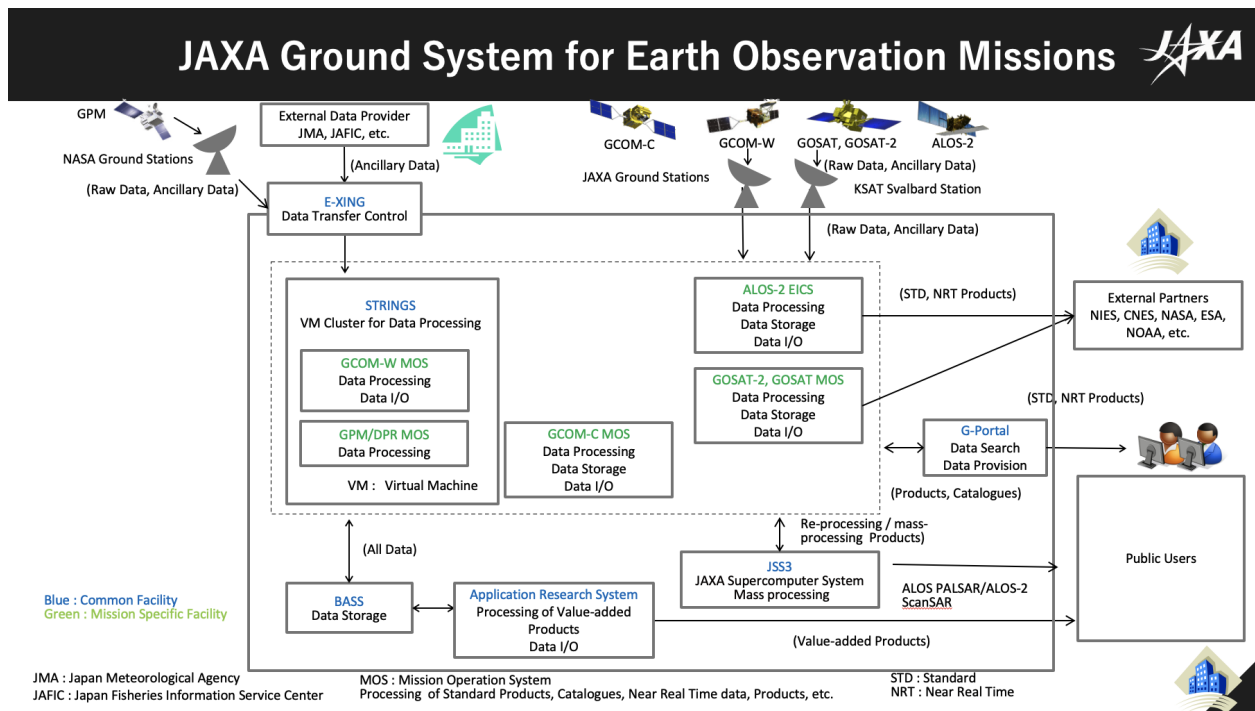 JAXA Ground System for Earth Observation Missions
JAXA
GPM
External Data Provider
JMA, JAFIC, etc.
GCOM-C
GCOM-W
GOSAT, GOSAT-2
ALOS-2
NASA Ground Stations
(Ancillary Data)
(Raw Data, Ancillary Data)
JAXA Ground Stations
KSAT Svalbard Station
(Raw Data, Ancillary Data)
E-XING
Data Transfer Control
(Raw Data, Ancillary Data)
STRINGS
VM Cluster for Data Processing
GCOM-W MOS
Data Processing
Data I/O
GPM/DPR MOS
Data Processing
VM : Virtual Machine
GCOM-C MOS
Data Processing
Data Storage
Data I/O
ALOS-2 EICS
Data Processing
Data Storage
Data I/O
GOSAT-2, GOSAT MOS
Data Processing
Data Storage
Data I/O
(STD, NRT Products)
External Partners
NIES, CNES, NASA, ESA,
NOAA, etc.
(STD, NRT Products)
G-Portal
Data Search
Data Provision
(Products, Catalogues)
Re-processing / mass-
processing Products)
(All Data)
JSS3
JAXA Supercomputer System
Mass processing
ALOS PALSAR/ALOS-2
ScanSAR
Public Users
BASS
Data Storage
Application Research System
Processing of Value-added
Products
Data I/O
(Value-added Products)
Blue : Common Facility
Green : Mission Specific Facility
JMA : Japan Meteorological Agency
JAFIC : Japan Fisheries Information Service Center
MOS : Mission Operation System
Processing of Standard Products, Catalogues, Near Real Time data, Products, etc.
STD : Standard
NRT : Near Real Time